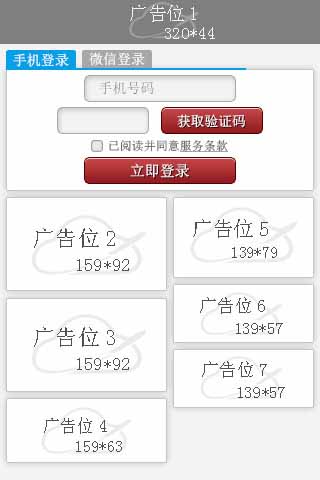 广告位 1
320*44
手机登录 微信登录
手机号码
获取验证码
已阅读并同意服务条款
立即登录
广告位 2
159*92
广告位 3
159*92
广告位 4
159*63
广告位 5
139*79
广告位 6
139*57
广告位 7
139*57